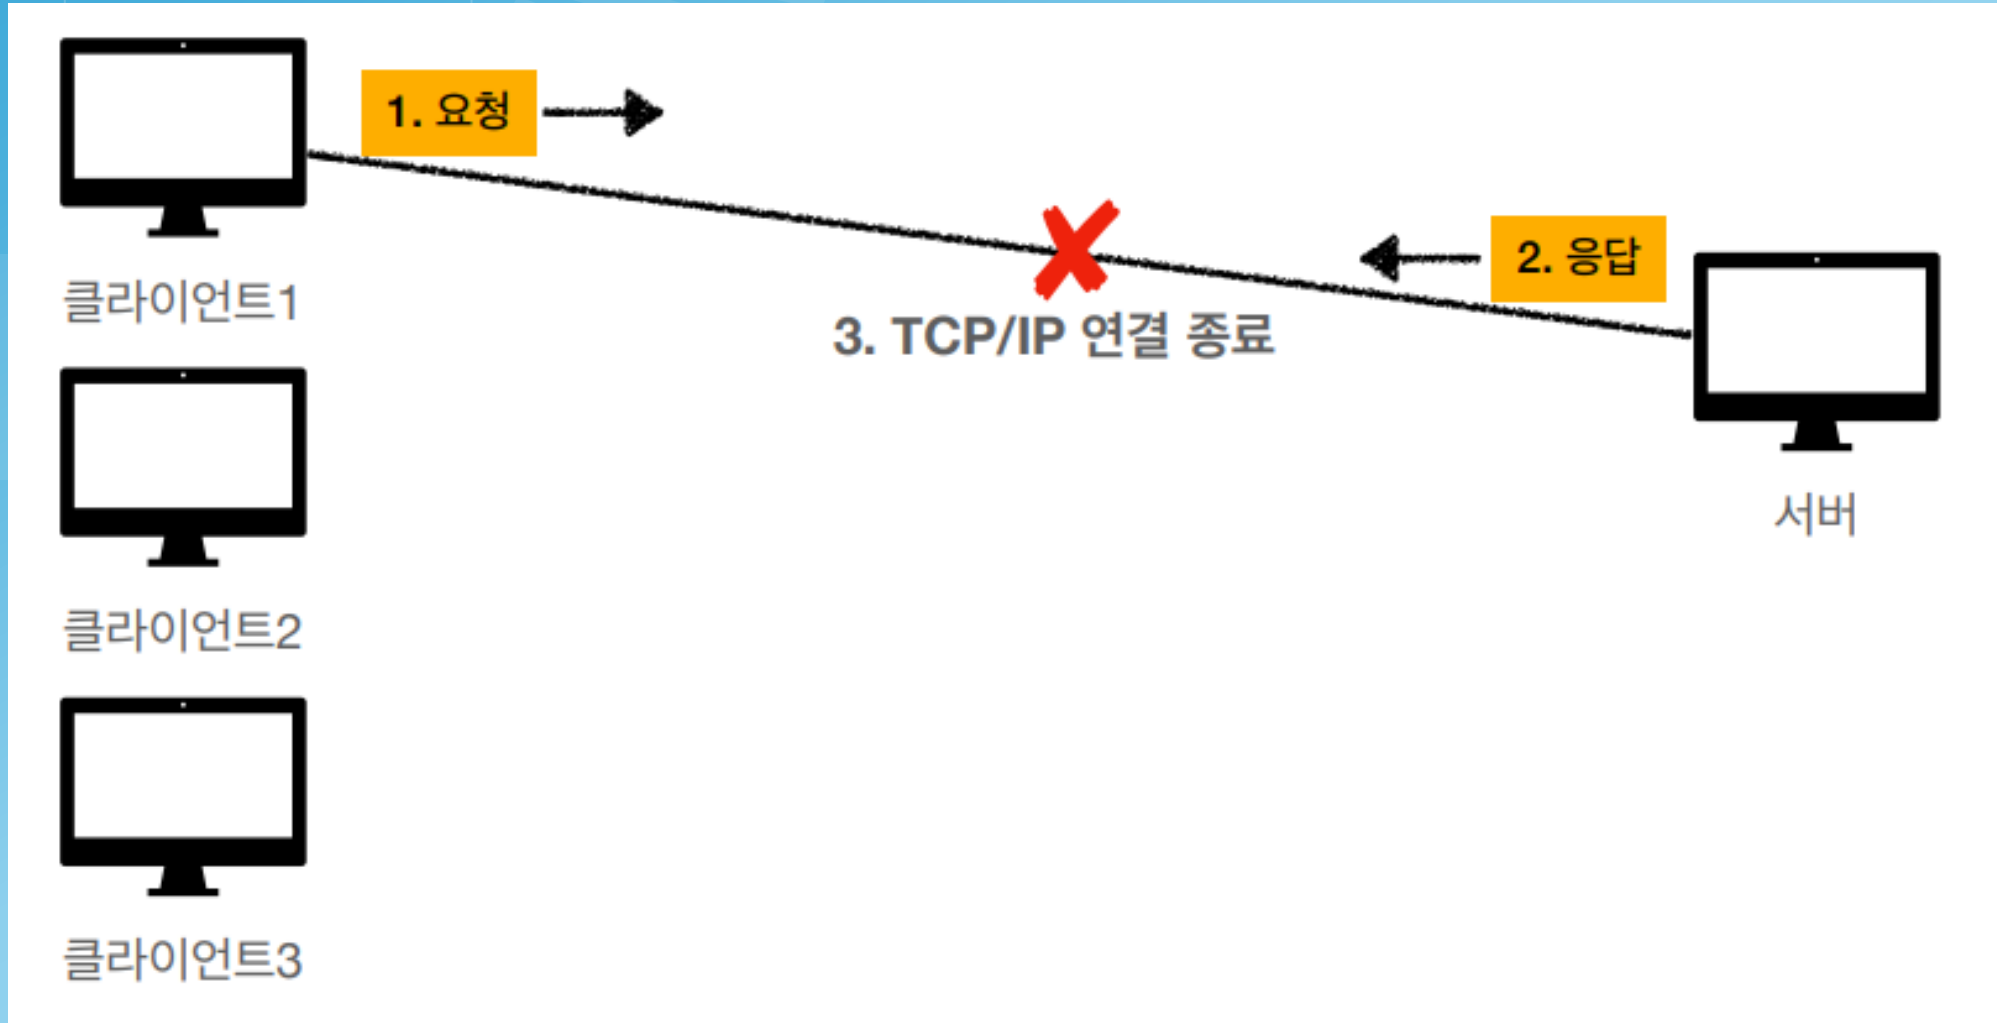 1. 요청
클라이언트1
2. 응답
3. TCP/IP 연결 종료
서버
클라이언트2
클라이언트3